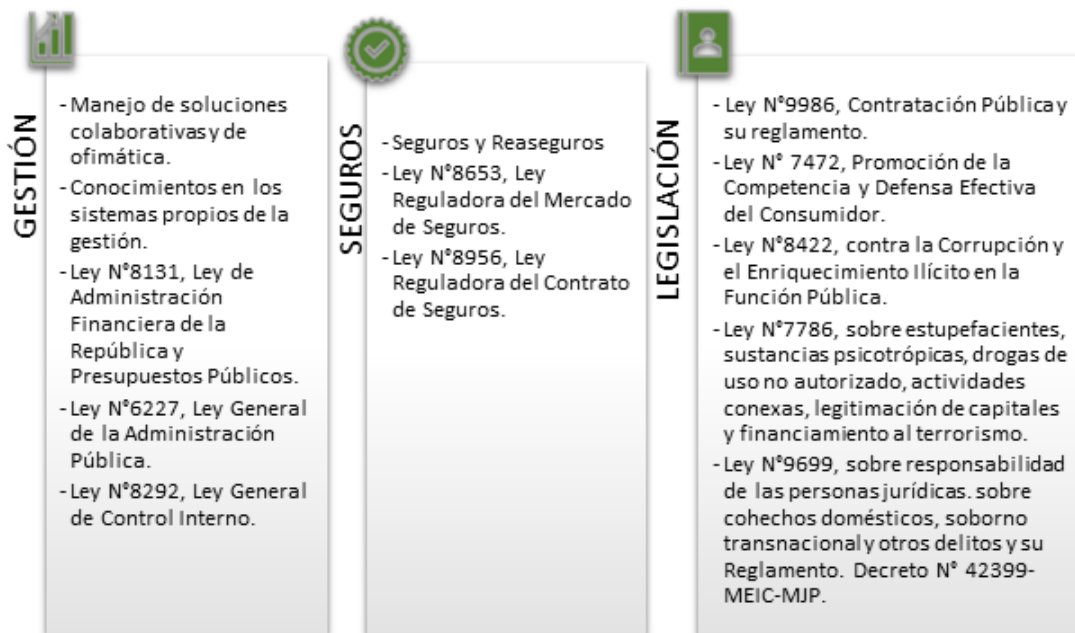 GESTIÓN
- Manejo de soluciones
colaborativas y de
ofimática.
- Conocimientos en los
sistemas propios de la
gestión.
- Ley N°8131, Ley de
Administración
Financiera de la
República y
Presupuestos Públicos.
- Ley N°6227, Ley General
de la Administración
Pública.
- Ley N°8292, Ley General
de Control Interno.
SEGUROS
- Seguros y Reaseguros
- Ley N°8653, Ley
Reguladora del Mercado
de Seguros.
- Ley N°8956, Ley
Reguladora del Contrato
de Seguros.
LEGISLACIÓN
- Ley N°9986, Contratación Pública y
su reglamento.
- Ley N° 7472, Promoción de la
Competencia y Defensa Efectiva
del Consumidor.
- Ley N°8422, contra la Corrupción y
el Enriquecimiento Ilícito en la
Función Pública.
- Ley N°7786, sobre estupefacientes,
sustancias psicotrópicas, drogas de
uso no autorizado, actividades
conexas, legitimación de capitales
y financiamiento al terrorismo.
- Ley N°9699, sobre responsabilidad
de las personas jurídicas. sobre
cohechos domésticos, soborno
transnacional y otros delitos y su
Reglamento. Decreto N° 42399-
MEIC-MJP.